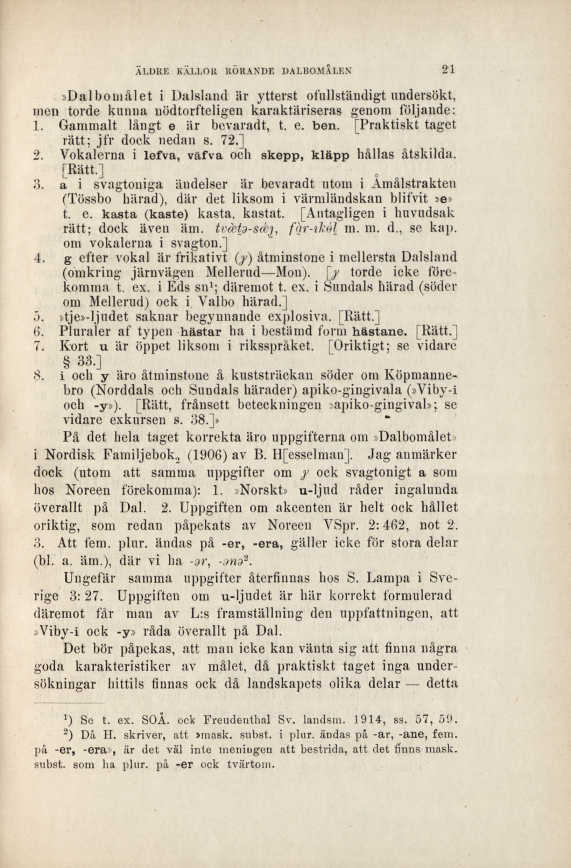 ÄLDRE KÄLLOR RÖRANDE DALBOMÅLEN 21
»Dalbomålet i Dalsland är ytterst ofullständigt undersökt,
men torde kunna nödtorfteligen karaktäriseras genom följande:
1. Gammalt långt e är bevaradt, t. e. ben. [Praktiskt taget
rätt; jfr dock nedan s. 72.]
2. Vokalerna i lefva, väfva och skepp, kläpp hållas åtskilda.
[Rätt.]
3. a i svagtoniga ändelser är bevaradt utom i Åmålstrakten
(Tössbo härad), där det liksom i värmländskan blifvit »e»
t. e. kasta (kaste) kasta, kastat. [Antagligen i huvudsak
rätt; dock även äm. m. m. d., se kap.
om vokalerna i svagton.]
4. g efter vokal är frikativt (ȷ) åtminstone i mellersta Dalsland
(omkring järnvägen Mellerud—Mon). [ȷ torde icke före-
komma t. ex. i Eds sn¹; däremot t. ex. i Sundals härad (söder
om Mellerud) ock i Valbo härad.]
5. »tje»-ljudet saknar begynnande explosiva. [Rätt.]
6. Pluraler af typen hästar ha i bestämd form hästane. [Rätt.]
7. Kort u är öppet liksom i riksspråket. [Oriktigt; se vidare
§ 33.]
8. i och y äro åtminstone å kuststräckan söder om Köpmanne-
bro (Norddals och Sundals härader) apiko-gingivala (»Viby-i
och -y»). [Rätt, frånsett beteckningen »apiko-gingival»; se
vidare exkursen s. 38.]»
På det hela taget korrekta äro uppgifterna om »Dalbomålet»
i Nordisk Familjebok₂ (1906) av B. H[esselman]. Jag anmärker
dock (utom att samma uppgifter om ȷ ock svagtonigt a som
hos Noreen förekomma): 1. »Norskt» u-ljud råder ingalunda
överallt på Dal. 2. Uppgiften om akcenten är helt ock hållet
oriktig, som redan påpekats av Noreen VSpr. 2: 462, not 2.
3. Att fem. plur. ändas på -er, -era, gäller icke för stora delar
(bl. a. äm.), där vi ha -ər, -ənə².
Ungefär samma uppgifter återfinnas hos S. Lampa i Sve-
rige 3: 27. Uppgiften om u-ljudet är här korrekt formulerad
däremot får man av L:s framställning den uppfattningen, att
»Viby-i ock -y» råda överallt på Dal.
Det bör påpekas, att man icke kan vänta sig att finna några
goda karakteristiker av målet, då praktiskt taget inga under-
sökningar hittils finnas ock då landskapets olika delar — detta
¹) Se t. ex. SOÄ. ock Freudenthal Sv. landsm. 1914, ss. 57, 59.
²) Då H. skriver, att »mask. subst. i plur. ändas på -ar, -ane, fem.
på -er, -era», är det väl inte meningen att bestrida, att det finns mask.
subst. som ha plur. på -er ock tvärtom.